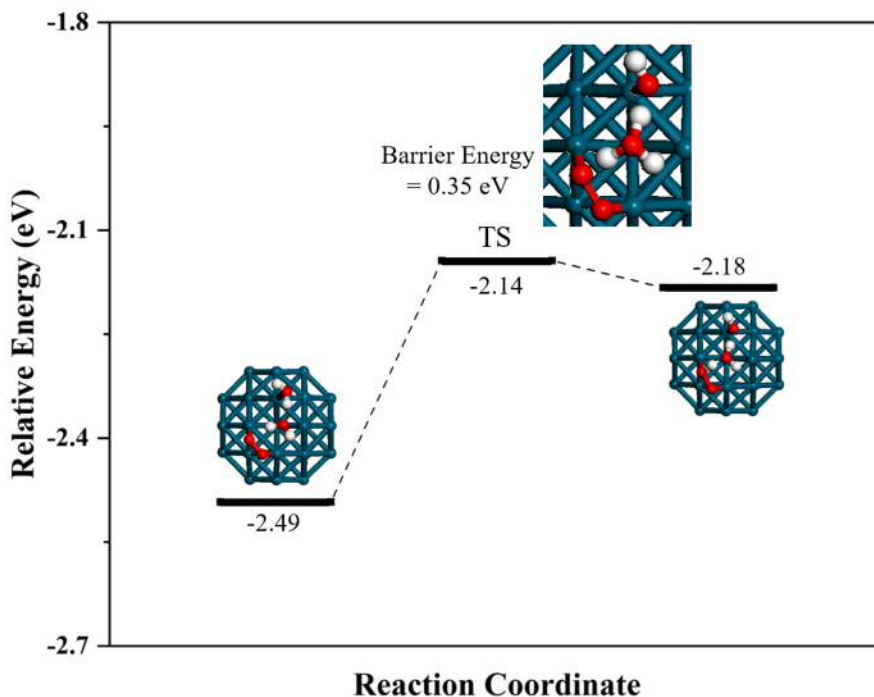 -1.8
Barrier Energy
= 0.35 eV
-2.1
TS
-2.14
-2.18
Relative Energy (eV)
-2.4
-2.49
-2.7
Reaction Coordinate